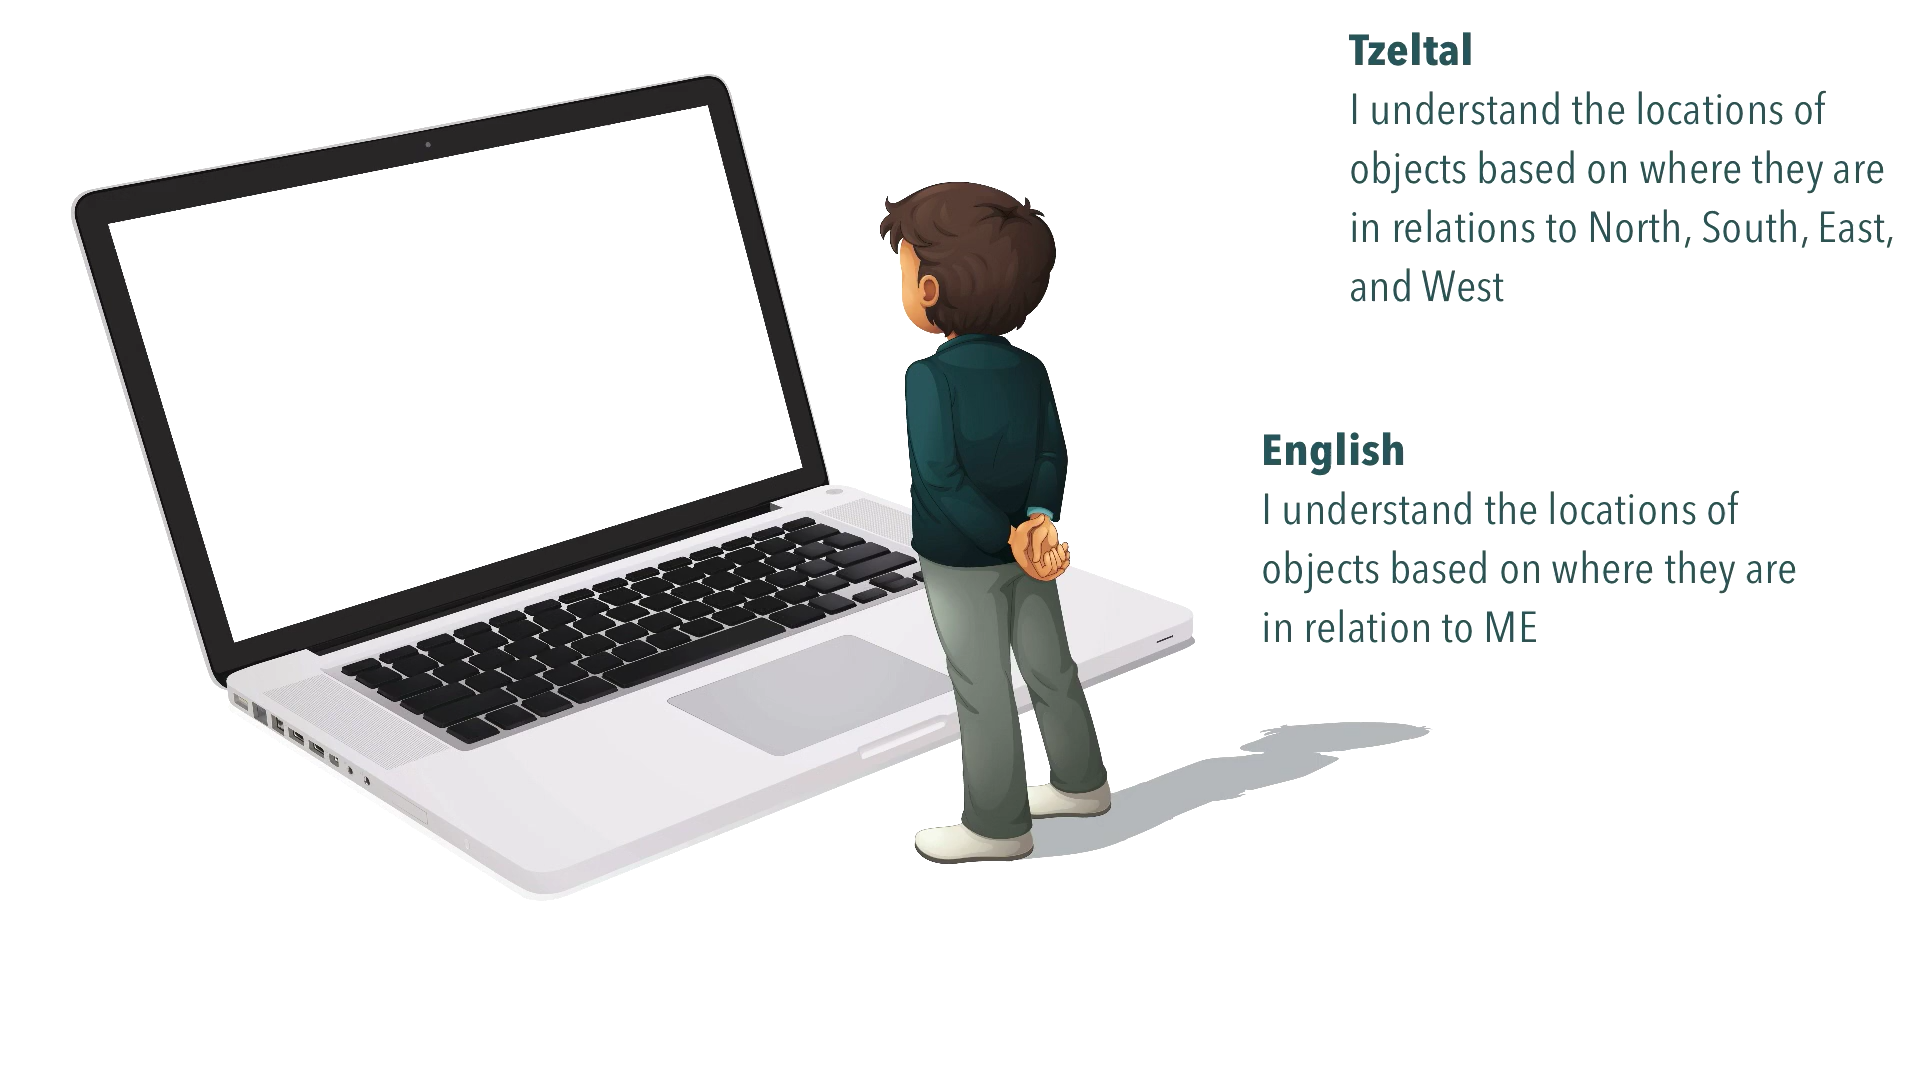 Tzeltal
I understand the locations of
objects based on where they are
in relations to North, South, East,
and West
English
I understand the locations of
objects based on where they are
in relation to ME